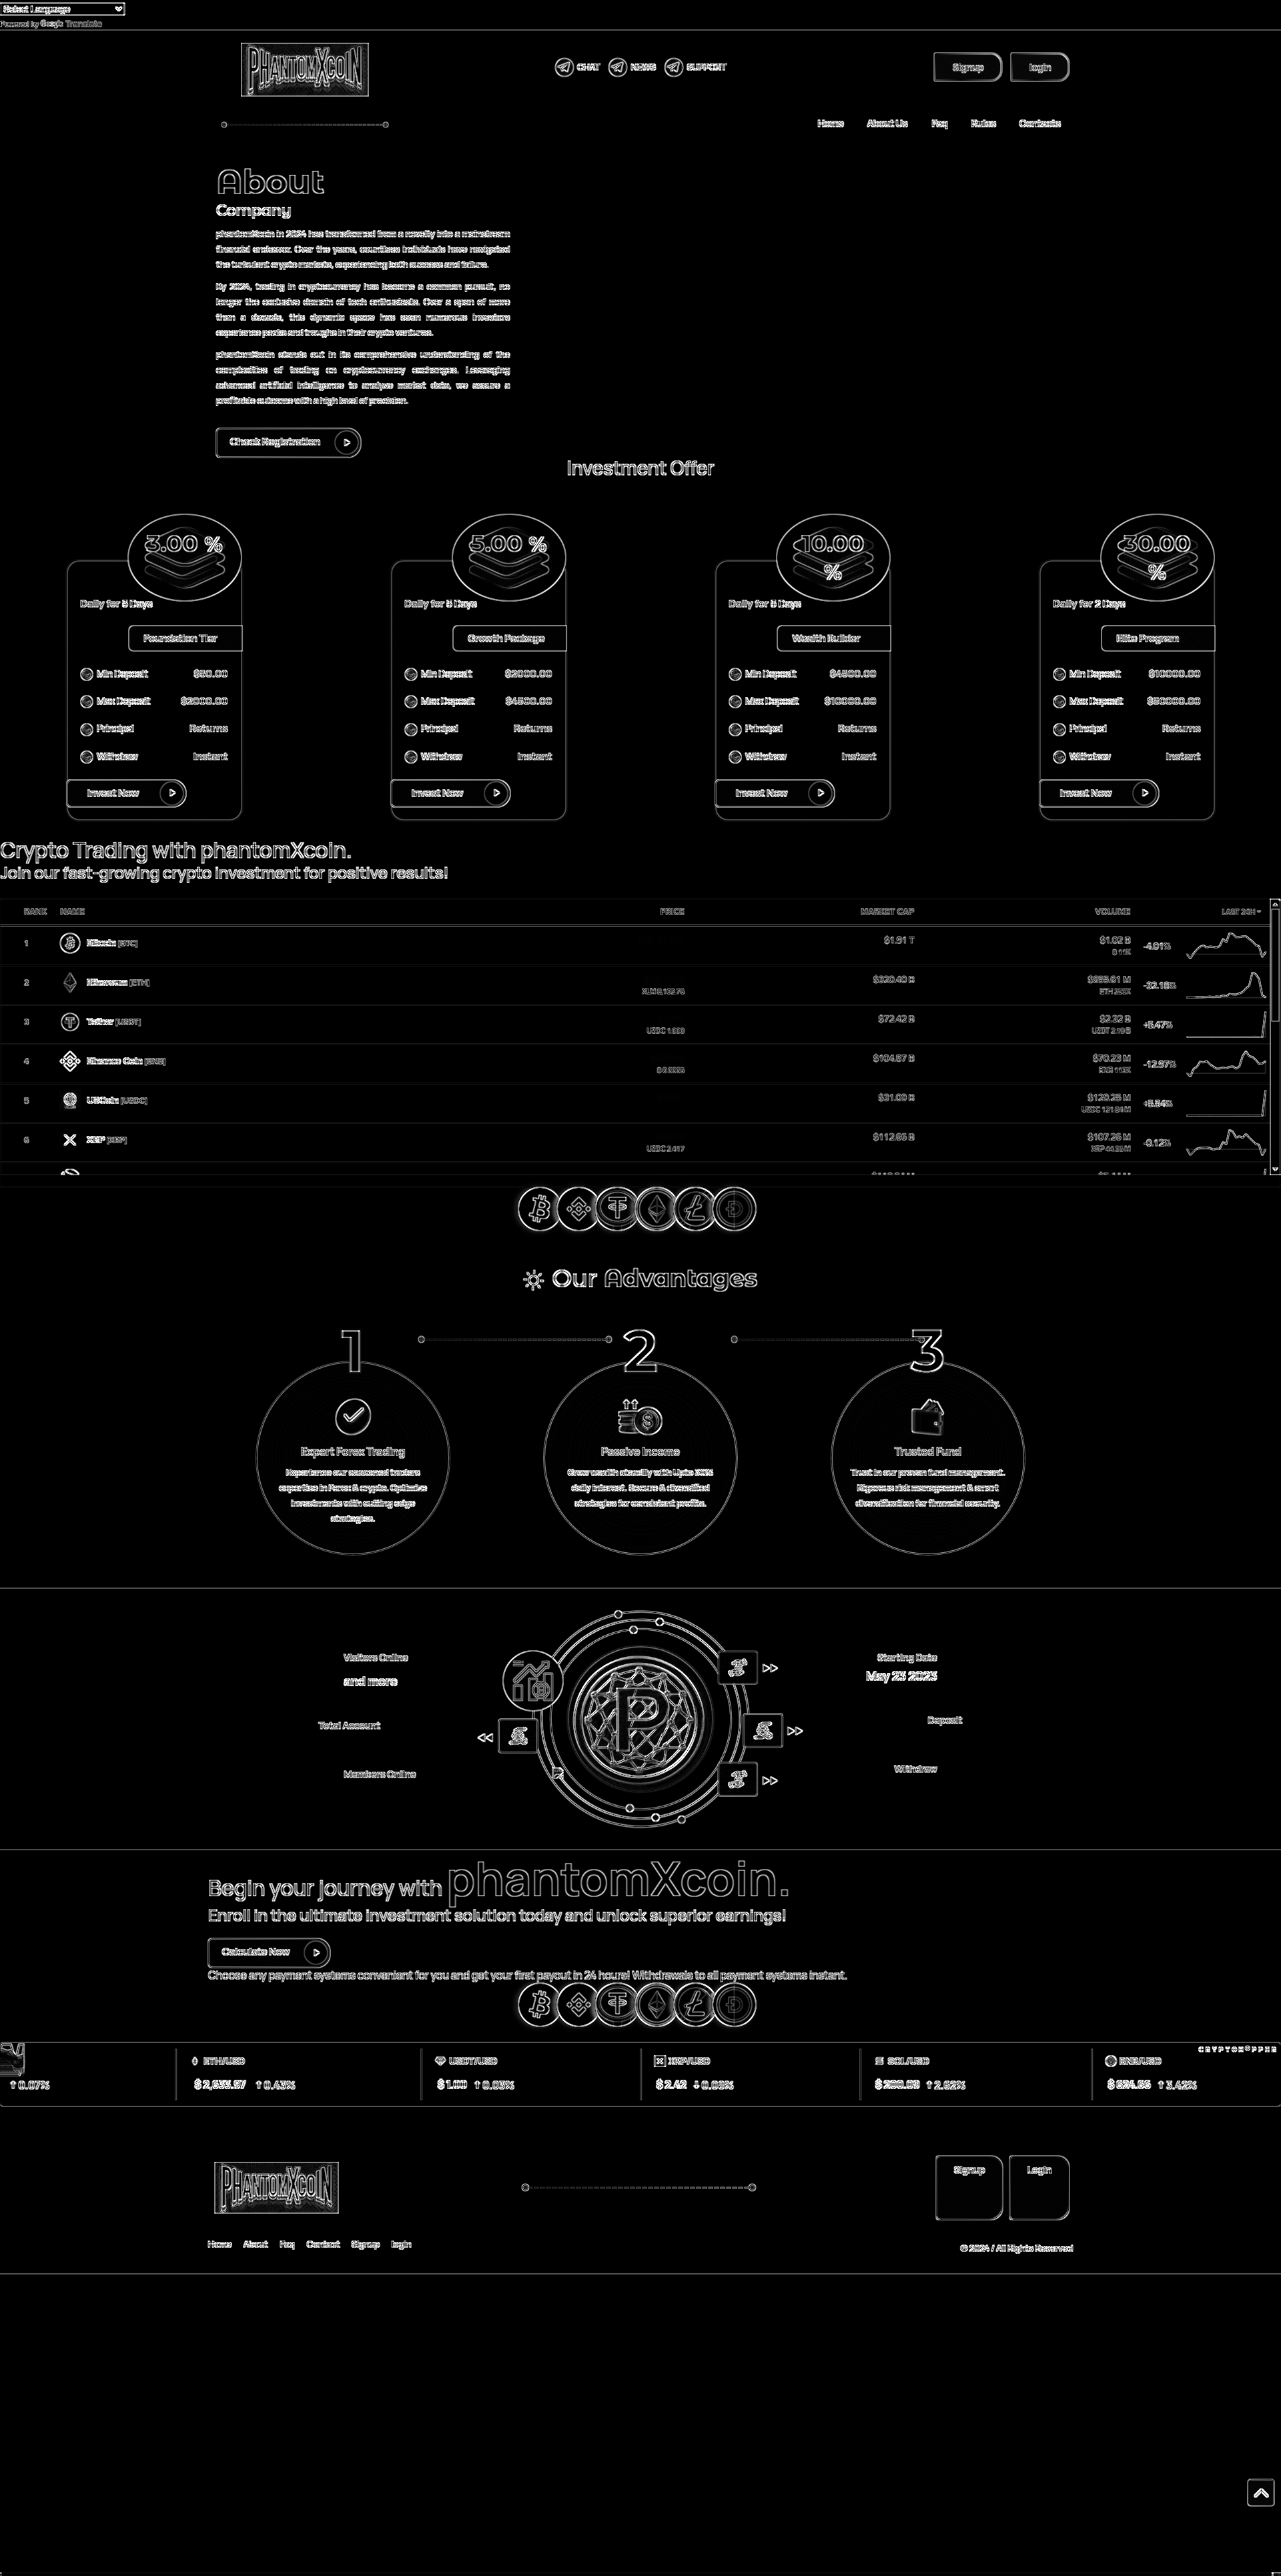 Select Language
Powered by Google Translate
PHANTOMXCOIN
CHAT
NEWS
SUPPORT
Signup
login
Home
About Us
Faq
Rules
Contacts
About
Company
phantomXcoin in 2024 has transformed from a novelty into a mainstream
financial endeavor. Over the years, countless individuals have navigated
the turbulent crypto markets, experiencing both success and failure.
By 2024, trading in cryptocurrency has become a common pursuit, no
longer the exclusive domain of tech enthusiasts. Over a span of more
than a decade, this dynamic space has seen numerous investors
experience peaks and troughs in their crypto ventures.
phantomXcoin stands out in its comprehensive understanding of the
complexities of trading on cryptocurrency exchanges. Leveraging
advanced artificial intelligence to analyze market data, we secure a
profitable outcome with a high level of precision.
Check Registration
Investment Offer
3.00 %
Daily for 5 Days
Foundation Tier
Min Deposit $50.00
Max Deposit $2000.00
Principal Returns
Withdraw Instant
Invest Now
5.00 %
Daily for 5 Days
Growth Package
Min Deposit $2000.00
Max Deposit $4500.00
Principal Returns
Withdraw Instant
Invest Now
10.00
%
Daily for 5 Days
Wealth Builder
Min Deposit $4500.00
Max Deposit $10000.00
Principal Returns
Withdraw Instant
Invest Now
30.00
%
Daily for 2 Days
Elite Program
Min Deposit $10000.00
Max Deposit $50000.00
Principal Returns
Withdraw Instant
Invest Now
Crypto Trading with phantomXcoin.
Join our fast-growing crypto investment for positive results!
RANK NAME PRICE MARKET CAP VOLUME LAST 24H
1 Bitcoin [BTC] $1.91 T $1.02 B -4.01%
2 Ethereum [ETH] $320.40 B -22.18%
3 Tether [USDT] $72.42 B $2.32 B +5.47%
4 Binance Coin [BNB] $104.87 B $70.23 M -12.97%
5 USCoin [USDC] $31.09 B $129.25 M
6 XRP [XRP] $112.86 B $107.26 M -0.12%
Our Advantages
1
Expert Forex Trading
Experience our seasoned traders
expertise in Forex & crypto. Optimize
investments with cutting edge
strategies.
2
Passive Income
Grow wealth steadily with Upto 30%
daily interest. Secure & diversified
strategies for consistent profits.
3
Trusted Fund
Trust in our proven fund management.
Rigorous risk management & smart
diversification for financial security.
Visitors Online
and more
Total Account
Members Online
P
Starting Date
May 25 2023
Deposit
Withdraw
Begin your journey with phantomXcoin.
Enroll in the ultimate investment solution today and unlock superior earnings!
Calculate Now
Choose any payment systems convenient for you and get your first payout in 24 hours! Withdrawals to all payment systems instant.
CRYPTOHOPPER
0.07%
ETH/USD
0.43%
USDT/USD
$1.00 0.03%
XRP/USD
$2.42 0.03%
SOL/USD
2.82%
BNB/USD
3.42%
PHANTOMXCOIN
Signup
Login
Home
About
Faq
Contact
Signup
login
© 2024 / All Rights Reserved